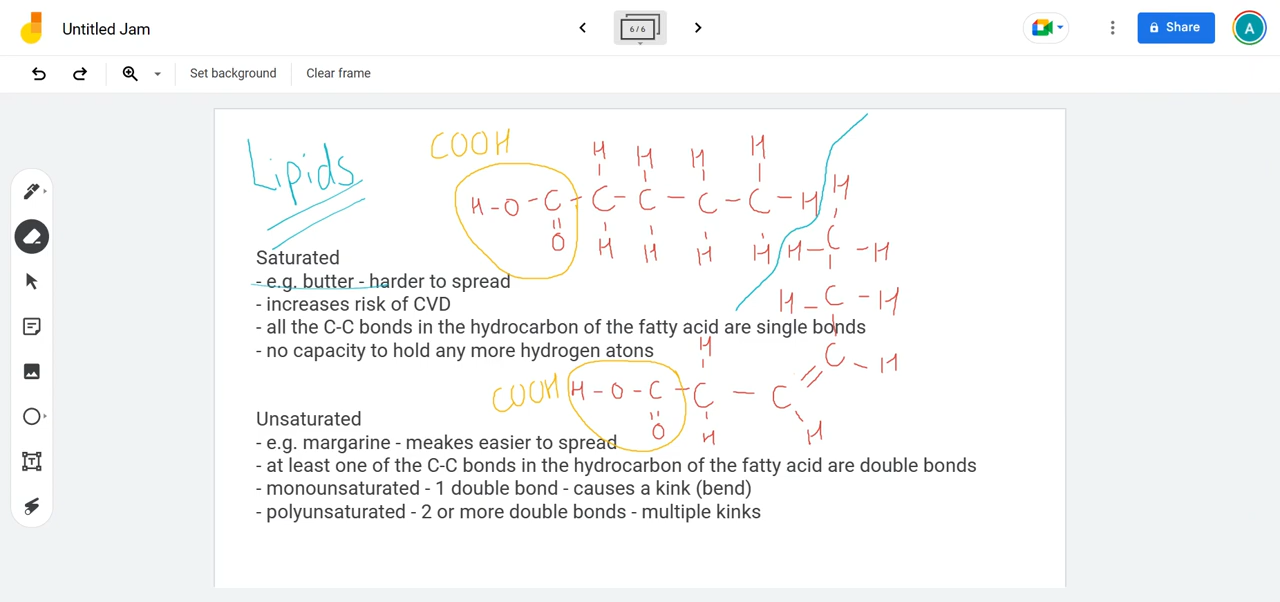 Untitled Jam
6/6
Share
A
Set background
Clear frame
Lipids
COOH
H H H H
H-O-C-C-C-C-C-H
O H H H H
Saturated
- e.g. butter - harder to spread
- increases risk of CVD
- all the C-C bonds in the hydrocarbon of the fatty acid are single bonds
- no capacity to hold any more hydrogen atons
H
H-C-H
H-C-H
C-H
H
COOH H-O-C-C-C
O H H
Unsaturated
- e.g. margarine - meakes easier to spread
- at least one of the C-C bonds in the hydrocarbon of the fatty acid are double bonds
- monounsaturated - 1 double bond - causes a kink (bend)
- polyunsaturated - 2 or more double bonds - multiple kinks